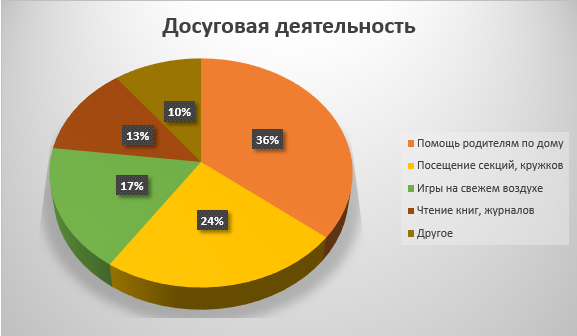 Досуговая деятельность
10%
36%
13%
17%
24%
Помощь родителям по дому
Посещение секций, кружков
Игры на свежем воздухе
Чтение книг, журналов
Другое